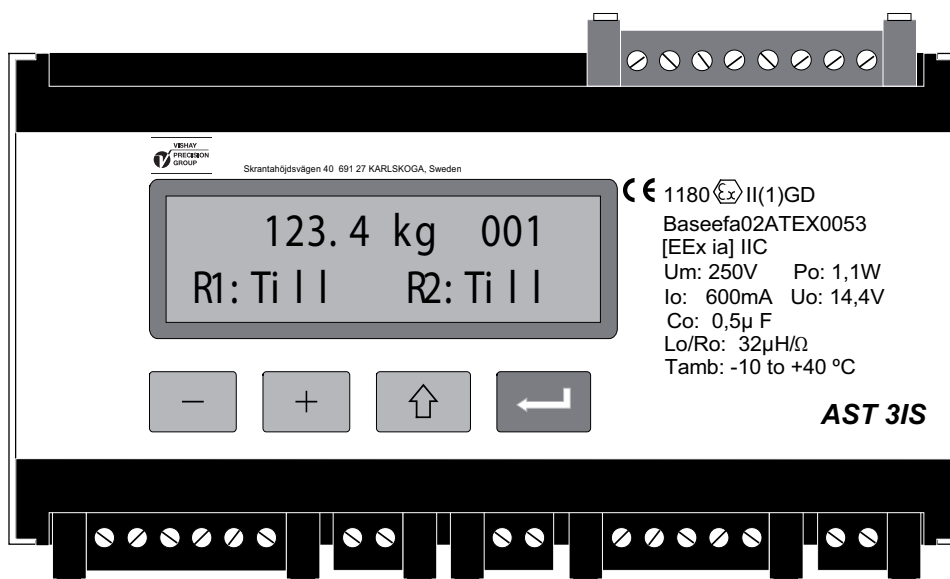 VISHAY
PRECISION
GROUP
Skrantahöjdsvägen 40 691 27 KARLSKOGA, Sweden
123.4 kg 001
R1: Till R2: Till
− +
CE 1180 Ex II(1)GD
Baseefa02ATEX0053
[EEx ia] IIC
Um: 250V Po: 1,1W
Io: 600mA Uo: 14,4V
Co: 0,5µ F
Lo/Ro: 32µH/Ω
Tamb: -10 to +40 ºC
AST 3IS